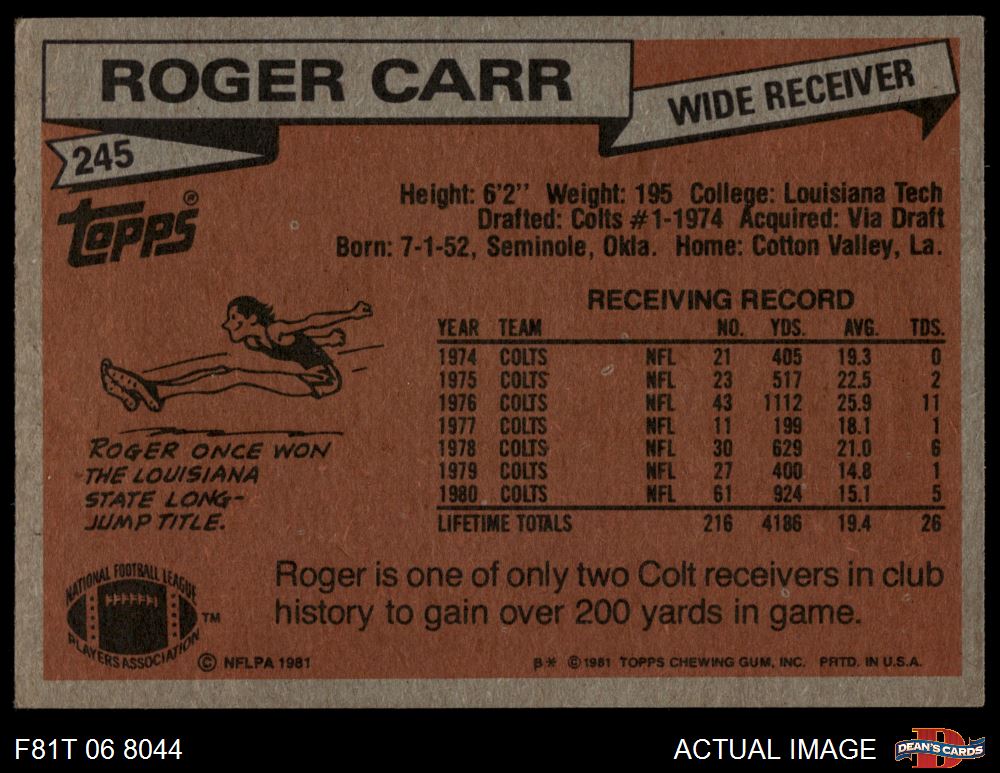 ROGER CARR
WIDE RECEIVER
245
TOPPS®
Height: 6'2'' Weight: 195 College: Louisiana Tech
Drafted: Colts #1-1974 Acquired: Via Draft
Born: 7-1-52, Seminole, Okla. Home: Cotton Valley, La.
RECEIVING RECORD
YEAR TEAM NO. YDS. AVG. TDS.
1974 COLTS NFL 21 405 19.3 0
1975 COLTS NFL 23 517 22.5 2
1976 COLTS NFL 43 1112 25.9 11
1977 COLTS NFL 11 199 18.1 1
1978 COLTS NFL 30 629 21.0 6
1979 COLTS NFL 27 400 14.8 1
1980 COLTS NFL 61 924 15.1 5
LIFETIME TOTALS 216 4186 19.4 26
ROGER ONCE WON
THE LOUISIANA
STATE LONG-
JUMP TITLE.
Roger is one of only two Colt receivers in club
history to gain over 200 yards in game.
NATIONAL FOOTBALL LEAGUE
PLAYERS ASSOCIATION
TM
© NFLPA 1981
B* © 1981 TOPPS CHEWING GUM, INC. PRTD. IN U.S.A.
F81T 06 8044
ACTUAL IMAGE
D
DEAN'S CARDS